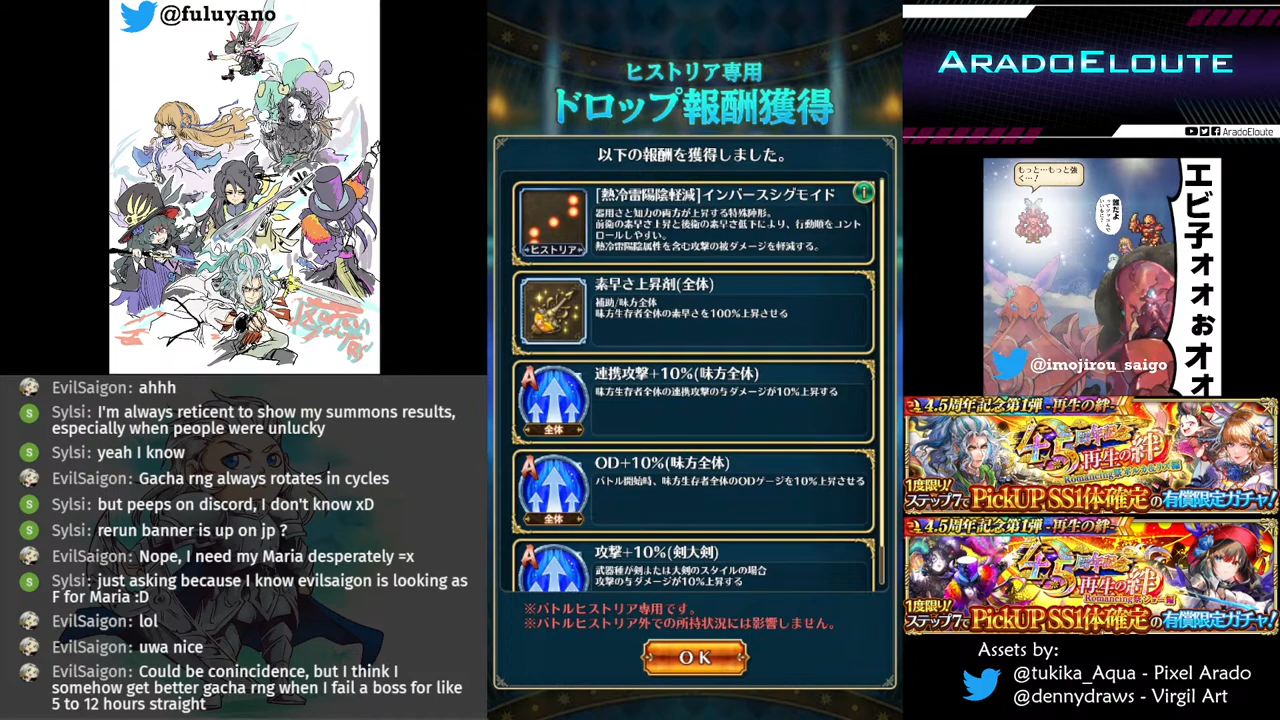 @fuluyano
EvilSaigon: ahhh
Sylsi: I'm always reticent to show my summons results,
especially when people were unlucky
Sylsi: yeah I know
EvilSaigon: Gacha rng always rotates in cycles
Sylsi: but peeps on discord, I don't know xD
Sylsi: rerun banner is up on jp ?
EvilSaigon: Nope, I need my Maria desperately =x
Sylsi: just asking because I know evilsaigon is looking as
F for Maria :D
EvilSaigon: lol
EvilSaigon: uwa nice
EvilSaigon: Could be conincidence, but I think I
somehow get better gacha rng when I fail a boss for like
5 to 12 hours straight
ヒストリア専用
ドロップ報酬獲得
以下の報酬を獲得しました。
[熱冷雷陽陰軽減]インバースシグモイド
器用さと知力の両方が上昇する特殊陣形。
前衛の素早さ上昇と後衛の素早さ低下により、行動順をコント
ロールしやすい。
熱冷雷陽陰属性を含む攻撃の被ダメージを軽減する。
ヒストリア
素早さ上昇剤(全体)
補助/味方全体
味方生存者全体の素早さを100%上昇させる
A
連携攻撃+10%(味方全体)
味方生存者全体の連携攻撃の与ダメージが10%上昇する
全体
A
OD+10%(味方全体)
バトル開始時、味方生存者全体のODゲージを10%上昇させる
全体
A
攻撃+10%(剣大剣)
武器種が剣または大剣のスタイルの場合
攻撃の与ダメージが10%上昇する
※バトルヒストリア専用です。
※バトルヒストリア外での所持状況には影響しません。
OK
ARADOELOUTE
AradoEloute
もっと…もっと強く…!
エビ子ォォぉオオ
@imojirou_saigo
4.5周年記念第1弾 -再生の絆-
4.5周年記念
再生の絆
1度限り!
ステップ7で PickUP SS1体確定の有償限定ガチャ!
4.5周年記念第1弾 -再生の絆-
4.5周年記念
再生の絆
1度限り!
ステップ7で PickUP SS1体確定の有償限定ガチャ!
Assets by:
@tukika_Aqua - Pixel Arado
@dennydraws - Virgil Art